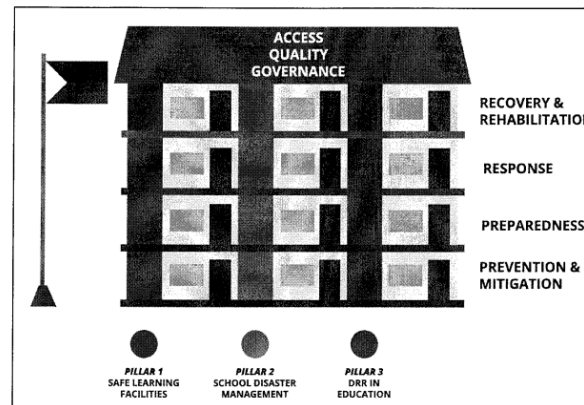 ACCESS
QUALITY
GOVERNANCE
RECOVERY &
REHABILITATION
RESPONSE
PREPAREDNESS
PREVENTION &
MITIGATION
PILLAR 1
SAFE LEARNING
FACILITIES
PILLAR 2
SCHOOL DISASTER
MANAGEMENT
PILLAR 3
DRR IN
EDUCATION